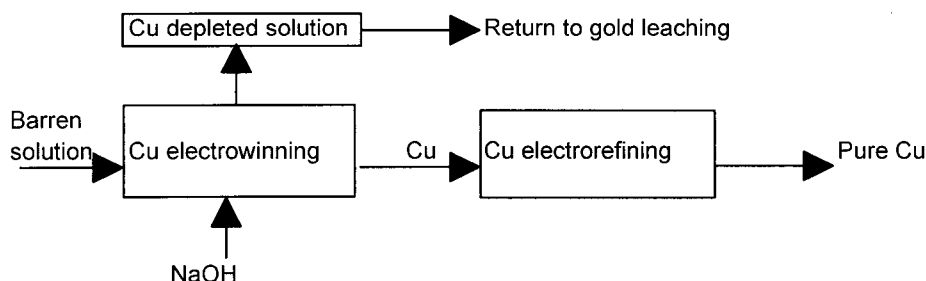 Cu depleted solution
Return to gold leaching
Barren
solution
Cu electrowinning
Cu
Cu electrorefining
Pure Cu
NaOH